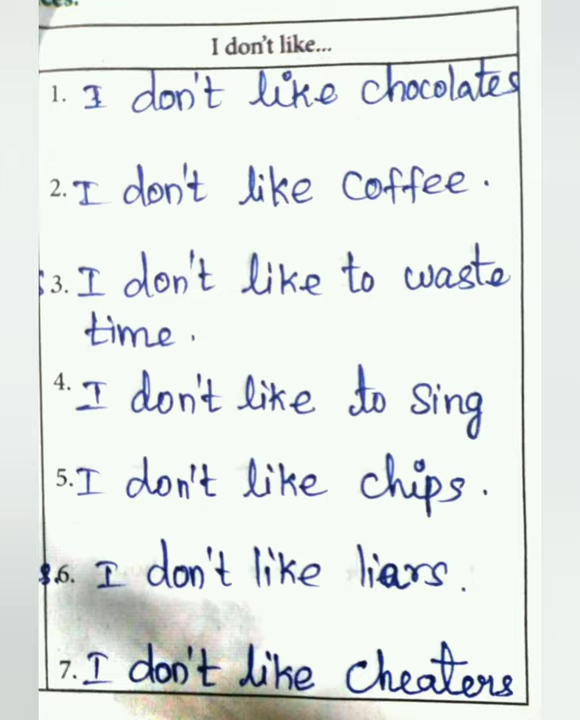 ces.
I don't like...
1. I don't like chocolates
2. I don't like coffee.
3. I don't like to waste
time.
4. I don't like to sing
5. I don't like chips.
6. I don't like liars.
7. I don't like cheaters